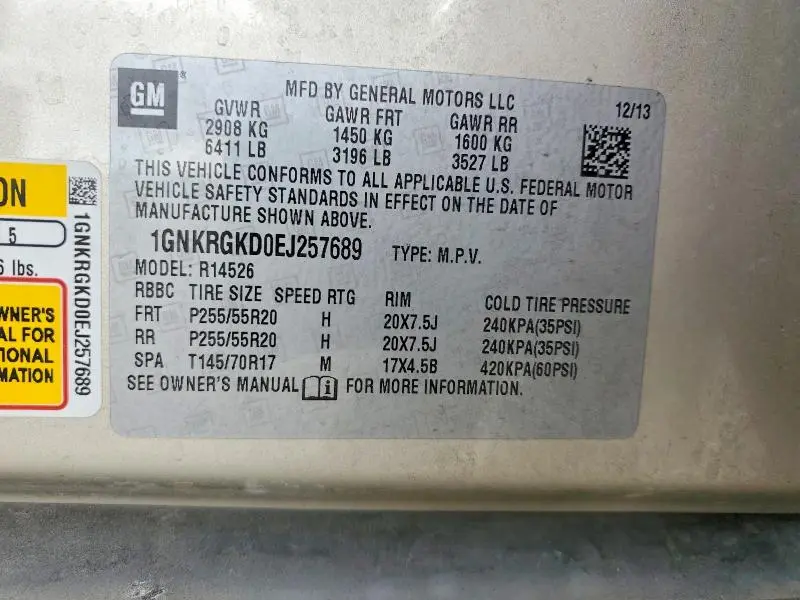 GM
MFD BY GENERAL MOTORS LLC
12/13
GVWR GAWR FRT GAWR RR
2908 KG 1450 KG 1600 KG
6411 LB 3196 LB 3527 LB
THIS VEHICLE CONFORMS TO ALL APPLICABLE U.S. FEDERAL MOTOR
VEHICLE SAFETY STANDARDS IN EFFECT ON THE DATE OF
MANUFACTURE SHOWN ABOVE.
1GNKRGKD0EJ257689 TYPE: M.P.V.
MODEL: R14526
RBBC TIRE SIZE SPEED RTG RIM COLD TIRE PRESSURE
FRT P255/55R20 H 20X7.5J 240KPA(35PSI)
RR P255/55R20 H 20X7.5J 240KPA(35PSI)
SPA T145/70R17 M 17X4.5B 420KPA(60PSI)
SEE OWNER'S MANUAL FOR MORE INFORMATION.
ON
5
6 lbs.
WNER'S
AL FOR
IONAL
MATION
1GNKRGKD0EJ257689